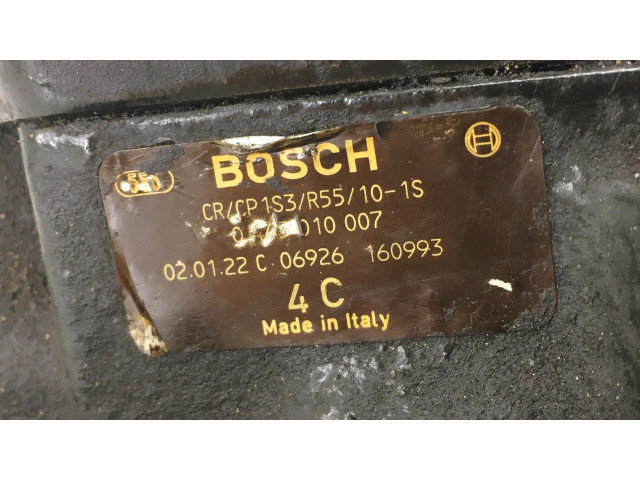 BOSCH
CR/CP1S3/R55/10-1S
010 007
02.01.22 C 06926 160993
4 C
Made in Italy